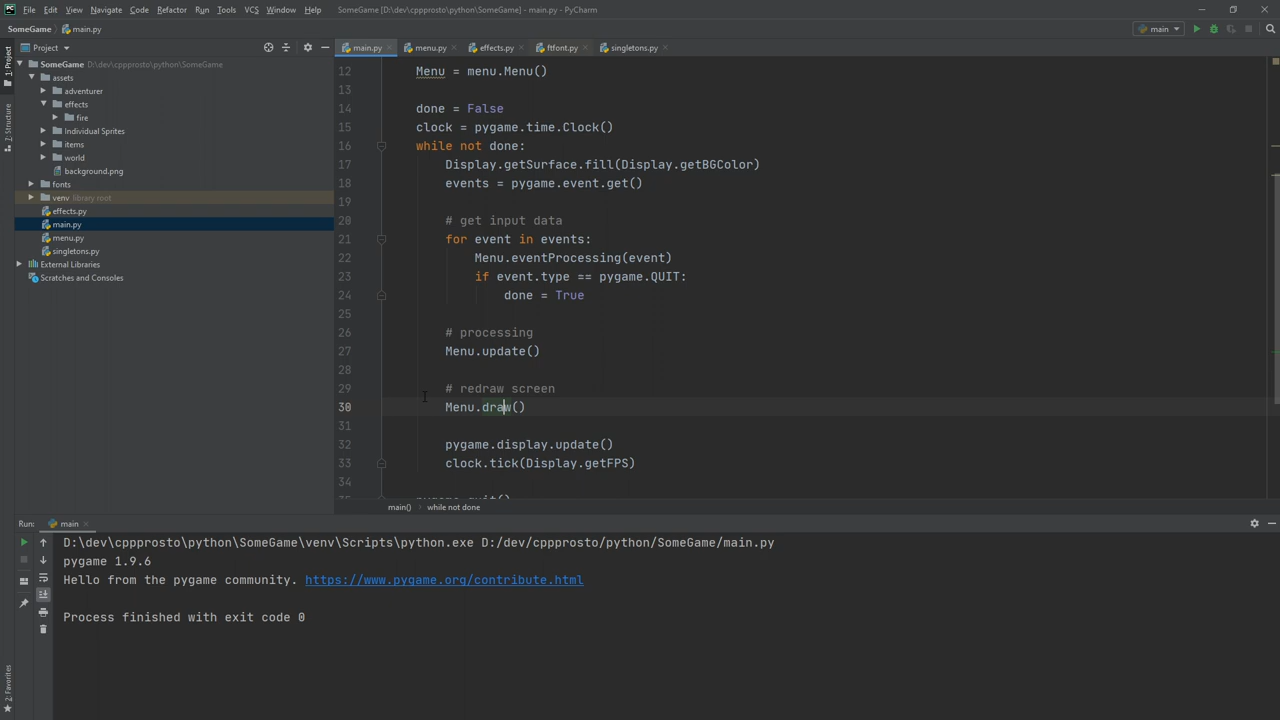 File Edit View Navigate Code Refactor Run Tools VCS Window Help SomeGame [D:\dev\cppprosto\python\SomeGame] - main.py - PyCharm
SomeGame main.py
main
Project
main.py
menu.py
effects.py
ftfont.py
singletons.py
1: Project
7: Structure
2: Favorites
SomeGame D:\dev\cppprosto\python\SomeGame
assets
adventurer
effects
fire
Individual Sprites
items
world
background.png
fonts
venv library root
effects.py
main.py
menu.py
singletons.py
External Libraries
Scratches and Consoles
12 Menu = menu.Menu()
13
14 done = False
15 clock = pygame.time.Clock()
16 while not done:
17 Display.getSurface.fill(Display.getBGColor)
18 events = pygame.event.get()
19
20 # get input data
21 for event in events:
22 Menu.eventProcessing(event)
23 if event.type == pygame.QUIT:
24 done = True
25
26 # processing
27 Menu.update()
28
29 # redraw screen
30 Menu.draw()
31
32 pygame.display.update()
33 clock.tick(Display.getFPS)
34
35 pygame.quit()
main() while not done
Run: main
D:\dev\cppprosto\python\SomeGame\venv\Scripts\python.exe D:/dev/cppprosto/python/SomeGame/main.py
pygame 1.9.6
Hello from the pygame community. https://www.pygame.org/contribute.html
Process finished with exit code 0